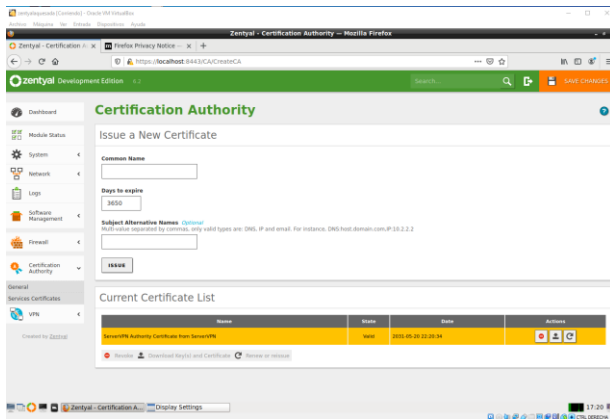 zentyalquesada [Corriendo] - Oracle VM VirtualBox
Archivo Máquina Ver Entrada Dispositivos Ayuda
Zentyal - Certification Authority — Mozilla Firefox
Zentyal - Certification A
Firefox Privacy Notice —
https://localhost:8443/CA/CreateCA
zentyal Development Edition 6.2
Search...
SAVE CHANGES
Dashboard
Module Status
System
Network
Logs
Software Management
Firewall
Certification Authority
General
Services Certificates
VPN
Created by Zentyal
Certification Authority
Issue a New Certificate
Common Name
Days to expire
3650
Subject Alternative Names Optional
Multi-value separated by commas, only valid types are: DNS, IP and email. For instance, DNS:host.domain.com,IP:10.2.2.2
ISSUE
Current Certificate List
Name State Date Actions
ServerVPN Authority Certificate from ServerVPN Valid 2031-05-20 22:20:34
Revoke Download Key(s) and Certificate Renew or reissue
Zentyal - Certification A... Display Settings
17:20
CTRL DERECHA